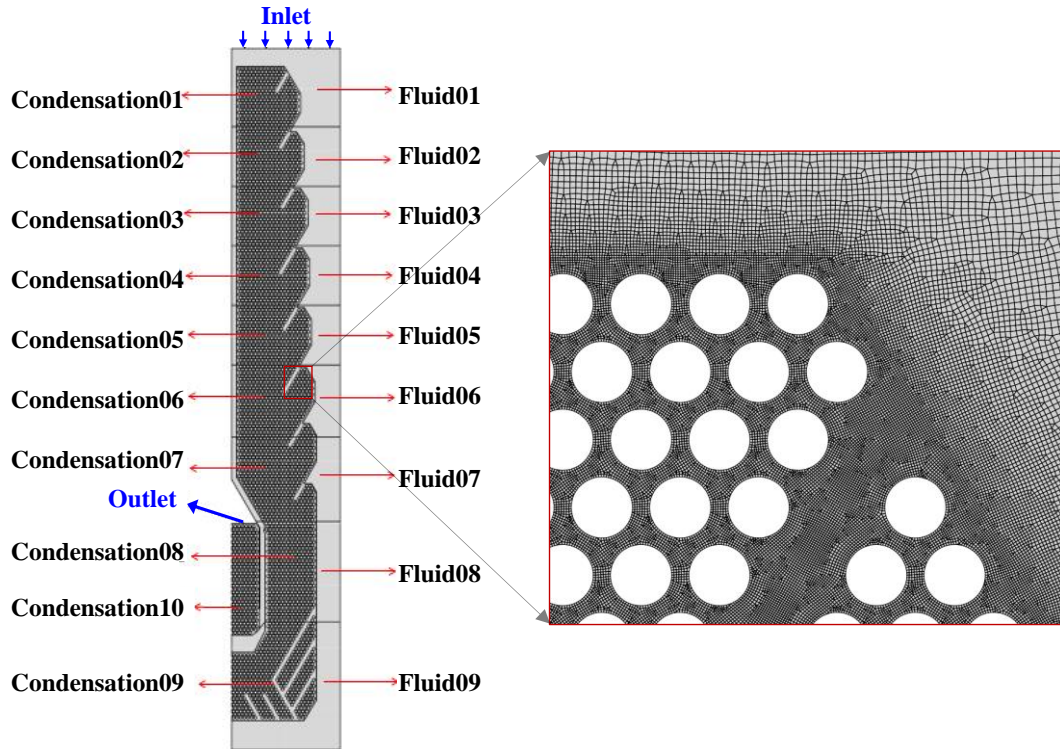 Inlet
Condensation01
Fluid01
Condensation02
Fluid02
Condensation03
Fluid03
Condensation04
Fluid04
Condensation05
Fluid05
Condensation06
Fluid06
Condensation07
Fluid07
Outlet
Condensation08
Fluid08
Condensation10
Condensation09
Fluid09